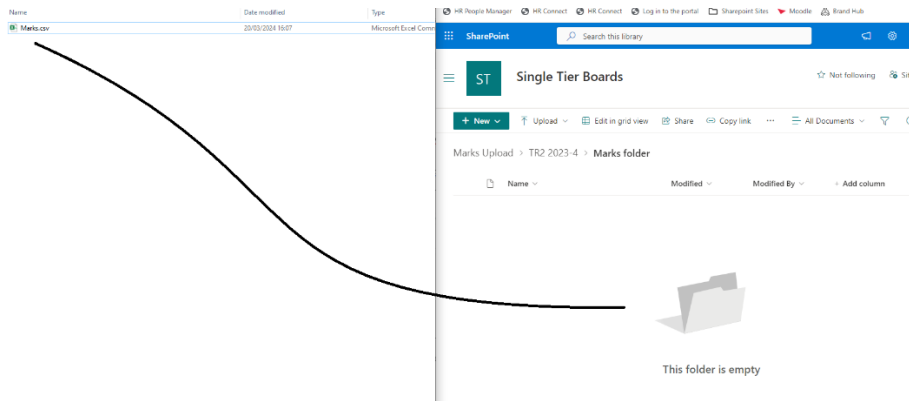 Name Date modified Type
Marks.csv 20/03/2024 16:07 Microsoft Excel Comm
HR People Manager HR Connect HR Connect Log in to the portal Sharepoint Sites Moodle Brand Hub
SharePoint Search this library
ST Single Tier Boards Not following
+ New Upload Edit in grid view Share Copy link ... All Documents
Marks Upload > TR2 2023-4 > Marks folder
Name Modified Modified By + Add column
This folder is empty